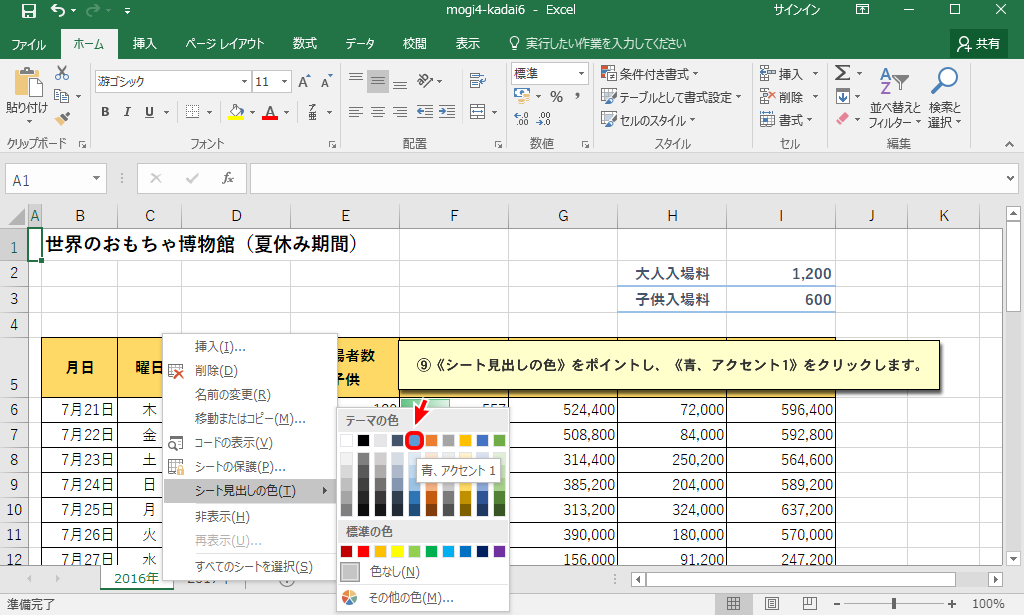 mogi4-kadai6 - Excel
サインイン
ファイル ホーム 挿入 ページ レイアウト 数式 データ 校閲 表示 実行したい作業を入力してください 共有
貼り付け
游ゴシック 11
B I U
標準
% ,
条件付き書式
テーブルとして書式設定
セルのスタイル
挿入
削除
書式
並べ替えと
フィルター
検索と
選択
クリップボード フォント 配置 数値 スタイル セル 編集
A1 fx
A B C D E F G H I J K
1 世界のおもちゃ博物館（夏休み期間）
2 大人入場料 1,200
3 子供入場料 600
4
5 月日 曜日 場者数
子供
⑨《シート見出しの色》をポイントし、《青、アクセント1》をクリックします。
6 7月21日 木 524,400 72,000 596,400
7 7月22日 金 508,800 84,000 592,800
8 7月23日 土 314,400 250,200 564,600
9 7月24日 日 385,200 204,000 589,200
10 7月25日 月 313,200 324,000 637,200
11 7月26日 火 390,000 180,000 570,000
12 7月27日 水 156,000 91,200 247,200
挿入(I)...
削除(D)
名前の変更(R)
移動またはコピー(M)...
コードの表示(V)
シートの保護(P)...
シート見出しの色(T)
非表示(H)
再表示(U)...
すべてのシートを選択(S)
テーマの色
青、アクセント 1
標準の色
色なし(N)
その他の色(M)...
2016年
準備完了
100%